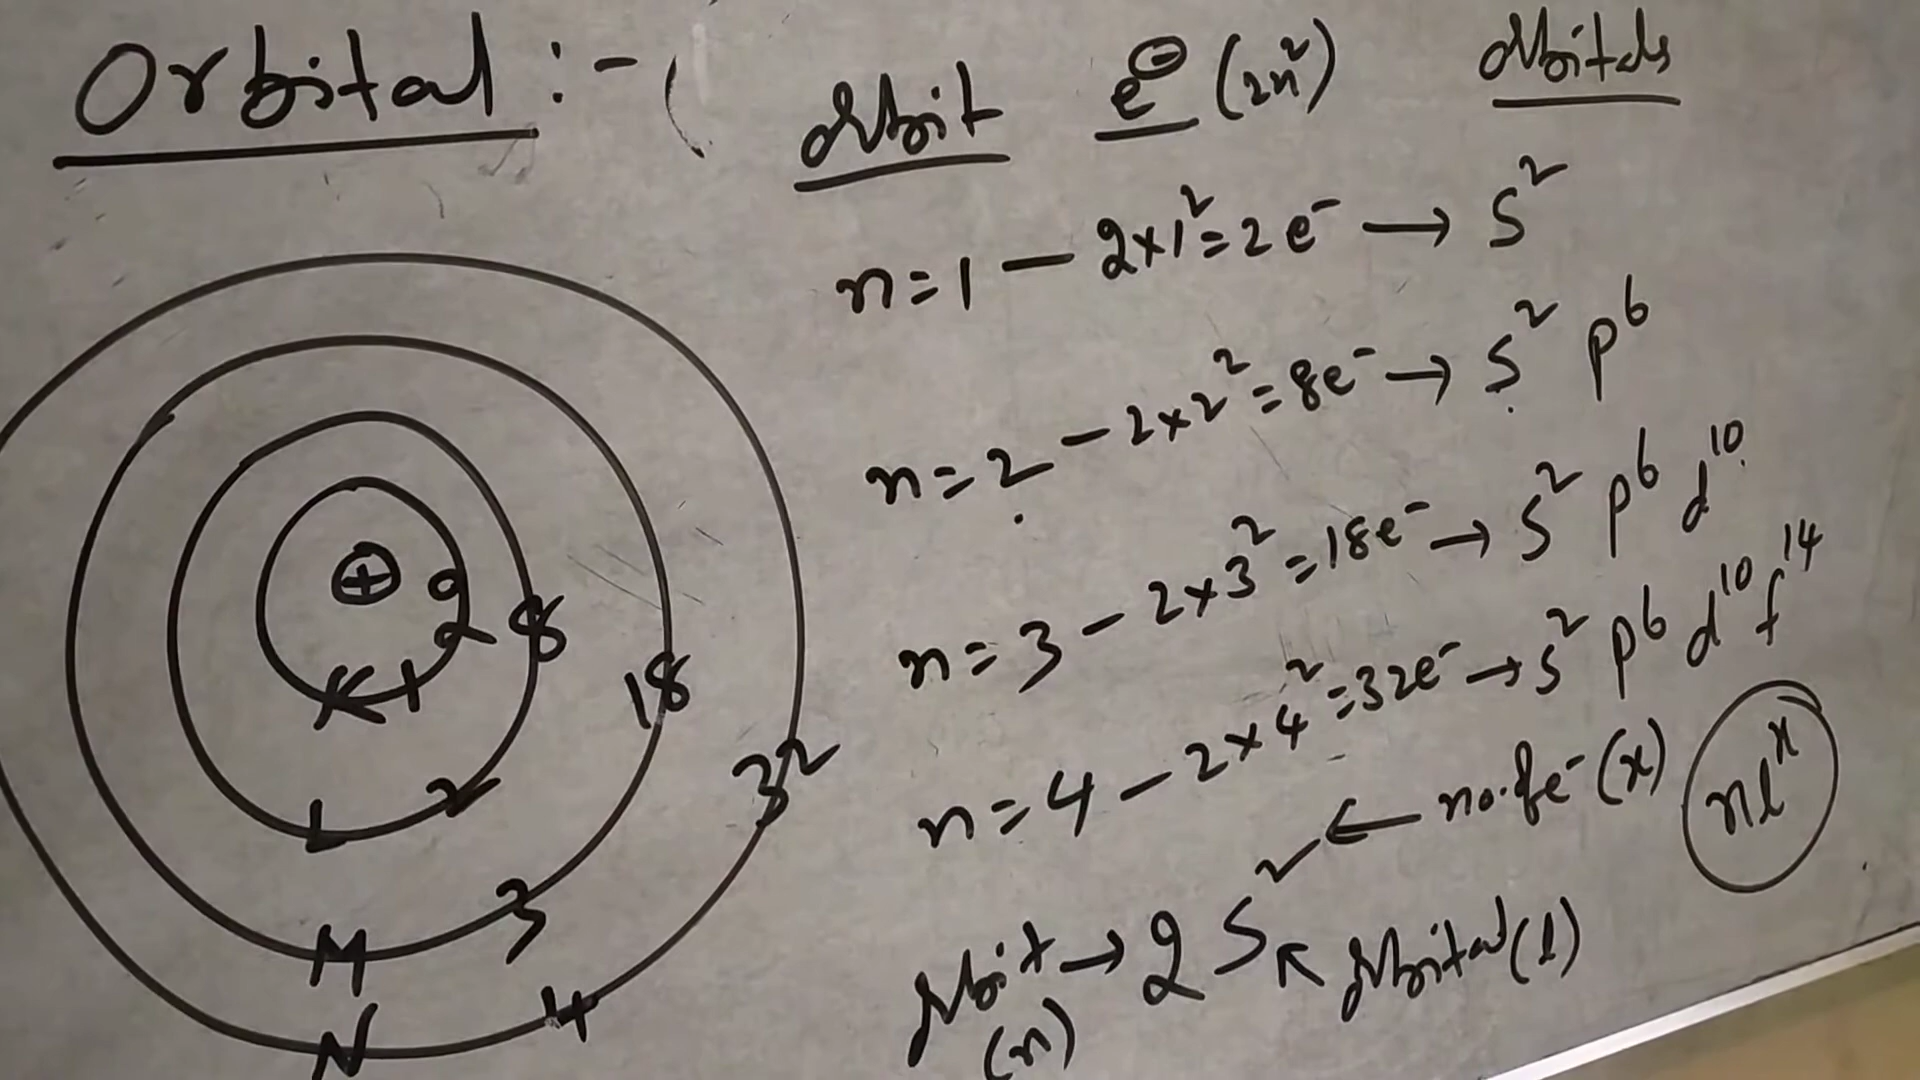 Orbital :- (
Orbit e⊖ (2n²) Orbitals
n=1 — 2×1²=2e⁻ → s²
n=2 — 2×2²=8e⁻ → s² p⁶
n=3 — 2×3²=18e⁻ → s² p⁶ d¹⁰
n=4 — 2×4²=32e⁻ → s² p⁶ d¹⁰ f¹⁴
← no.of e⁻ (x)
nlˣ
Orbit → 2s² ↖ Orbital (l)
(n)
+
2 8 18 32
K 1
L 2
M 3
N 4